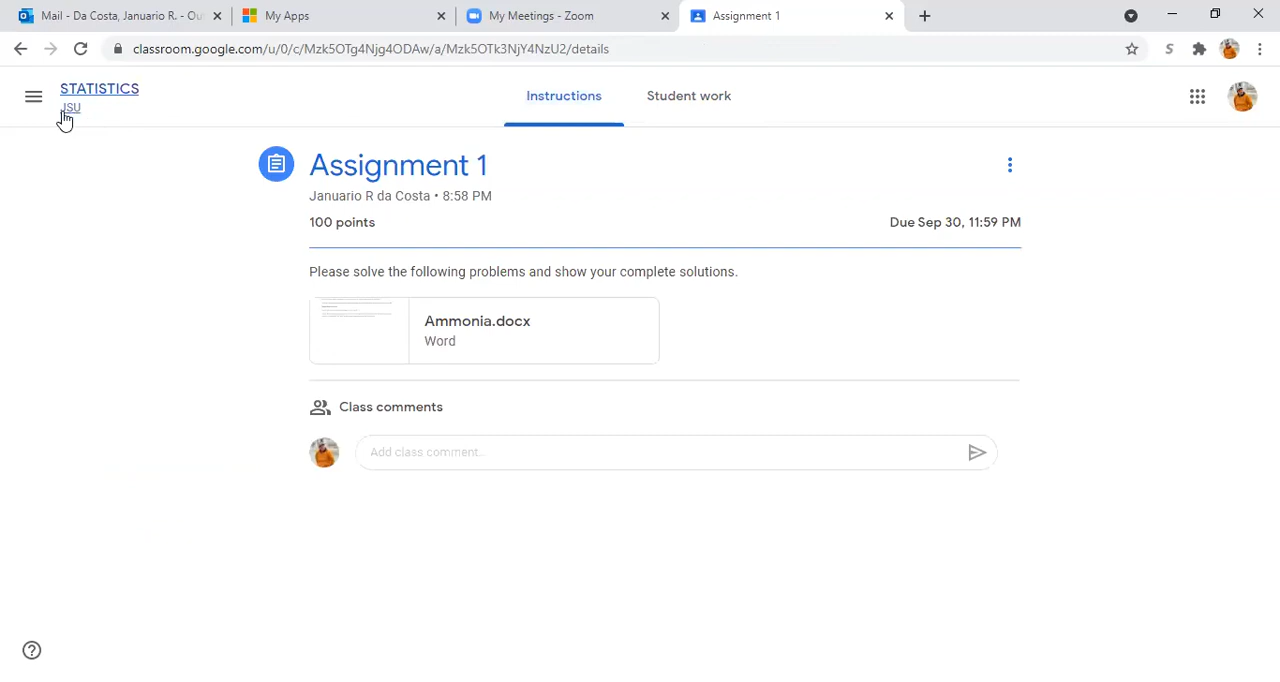 Mail - Da Costa, Januario R. - Ou
My Apps
My Meetings - Zoom
Assignment 1
classroom.google.com/u/0/c/Mzk5OTg4Njg4ODAw/a/Mzk5OTk3NjY4NzU2/details
S
STATISTICS
JSU
Instructions
Student work
Assignment 1
Januario R da Costa • 8:58 PM
100 points
Due Sep 30, 11:59 PM
Please solve the following problems and show your complete solutions.
Ammonia.docx
Word
Class comments
Add class comment...